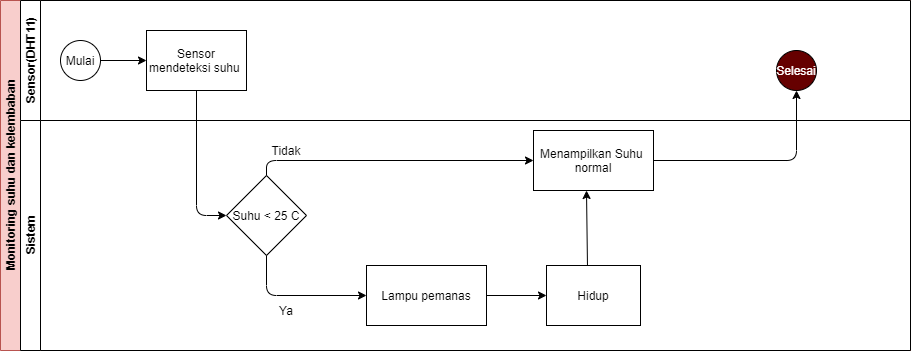 Monitoring suhu dan kelembaban
Sensor(DHT11)
Mulai
Sensor
mendeteksi suhu
Selesai
Sistem
Tidak
Menampilkan Suhu
normal
Suhu < 25 C
Ya
Lampu pemanas
Hidup